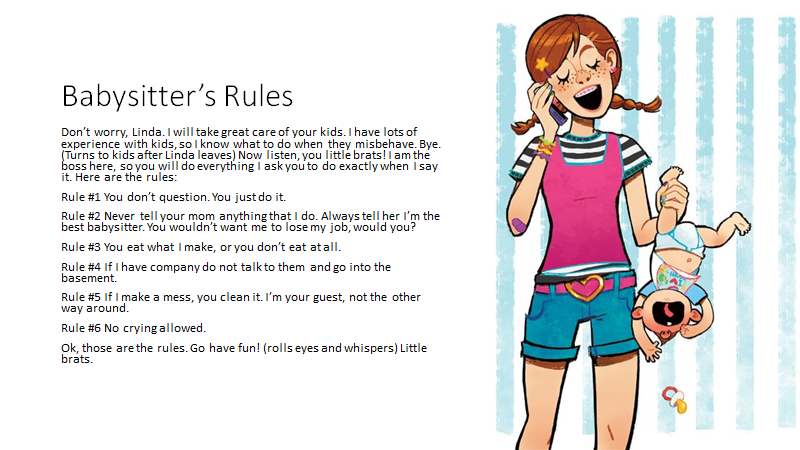 Babysitter’s Rules
Don’t worry, Linda. I will take great care of your kids. I have lots of
experience with kids, so I know what to do when they misbehave. Bye.
(Turns to kids after Linda leaves) Now listen, you little brats! I am the
boss here, so you will do everything I ask you to do exactly when I say
it. Here are the rules:
Rule #1 You don’t question. You just do it.
Rule #2 Never tell your mom anything that I do. Always tell her I’m the
best babysitter. You wouldn’t want me to lose my job, would you?
Rule #3 You eat what I make, or you don’t eat at all.
Rule #4 If I have company do not talk to them and go into the
basement.
Rule #5 If I make a mess, you clean it. I’m your guest, not the other
way around.
Rule #6 No crying allowed.
Ok, those are the rules. Go have fun! (rolls eyes and whispers) Little
brats.